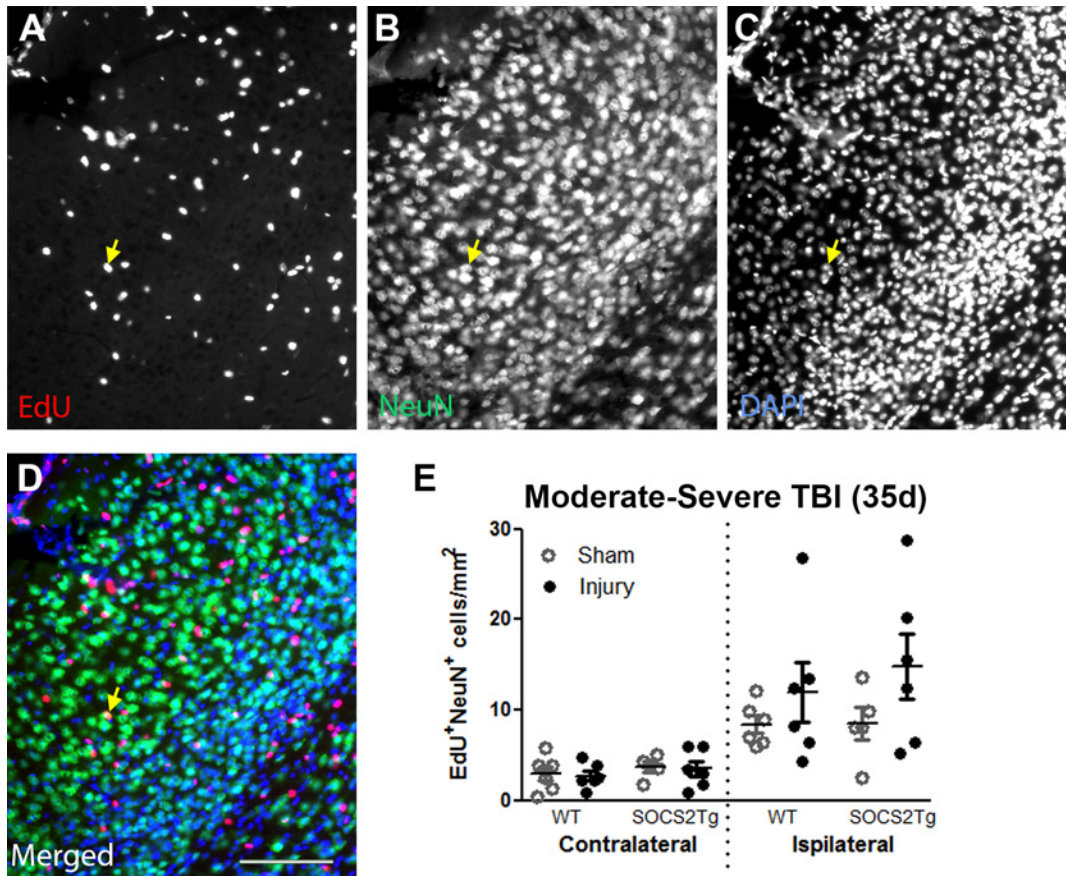 A
EdU
B
NeuN
C
DAPI
D
Merged
E
Moderate-Severe TBI (35d)
EdU⁺NeuN⁺ cells/mm²
30
20
10
0
Sham
Injury
WT SOCS2Tg WT SOCS2Tg
Contralateral Ispilateral